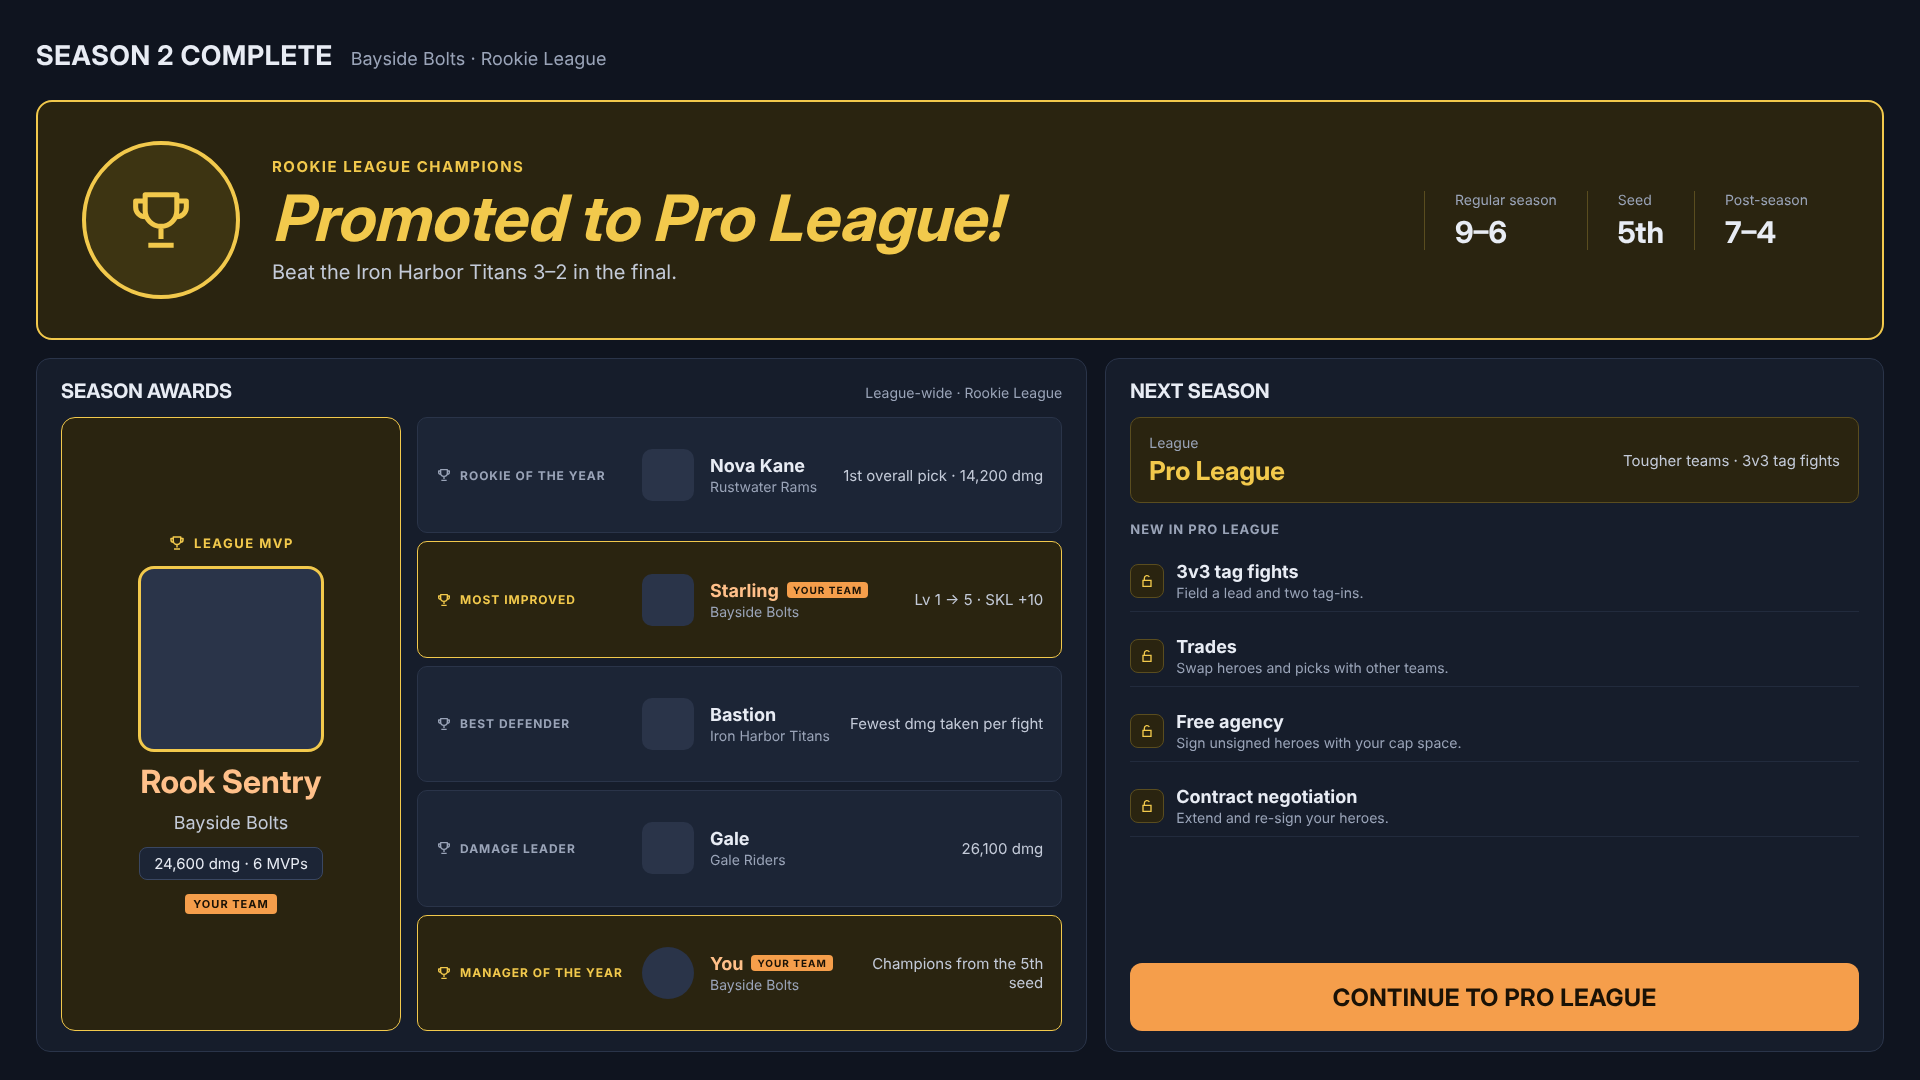 SEASON 2 COMPLETE
Bayside Bolts · Rookie League
ROOKIE LEAGUE CHAMPIONS
Promoted to Pro League!
Beat the Iron Harbor Titans 3–2 in the final.
Regular season
9–6
Seed
5th
Post-season
7–4
SEASON AWARDS
League-wide · Rookie League
LEAGUE MVP
Rook Sentry
Bayside Bolts
24,600 dmg · 6 MVPs
YOUR TEAM
ROOKIE OF THE YEAR
Nova Kane
Rustwater Rams
1st overall pick · 14,200 dmg
MOST IMPROVED
Starling YOUR TEAM
Bayside Bolts
Lv 1 → 5 · SKL +10
BEST DEFENDER
Bastion
Iron Harbor Titans
Fewest dmg taken per fight
DAMAGE LEADER
Gale
Gale Riders
26,100 dmg
MANAGER OF THE YEAR
You YOUR TEAM
Bayside Bolts
Champions from the 5th
seed
NEXT SEASON
League
Pro League
Tougher teams · 3v3 tag fights
NEW IN PRO LEAGUE
3v3 tag fights
Field a lead and two tag-ins.
Trades
Swap heroes and picks with other teams.
Free agency
Sign unsigned heroes with your cap space.
Contract negotiation
Extend and re-sign your heroes.
CONTINUE TO PRO LEAGUE